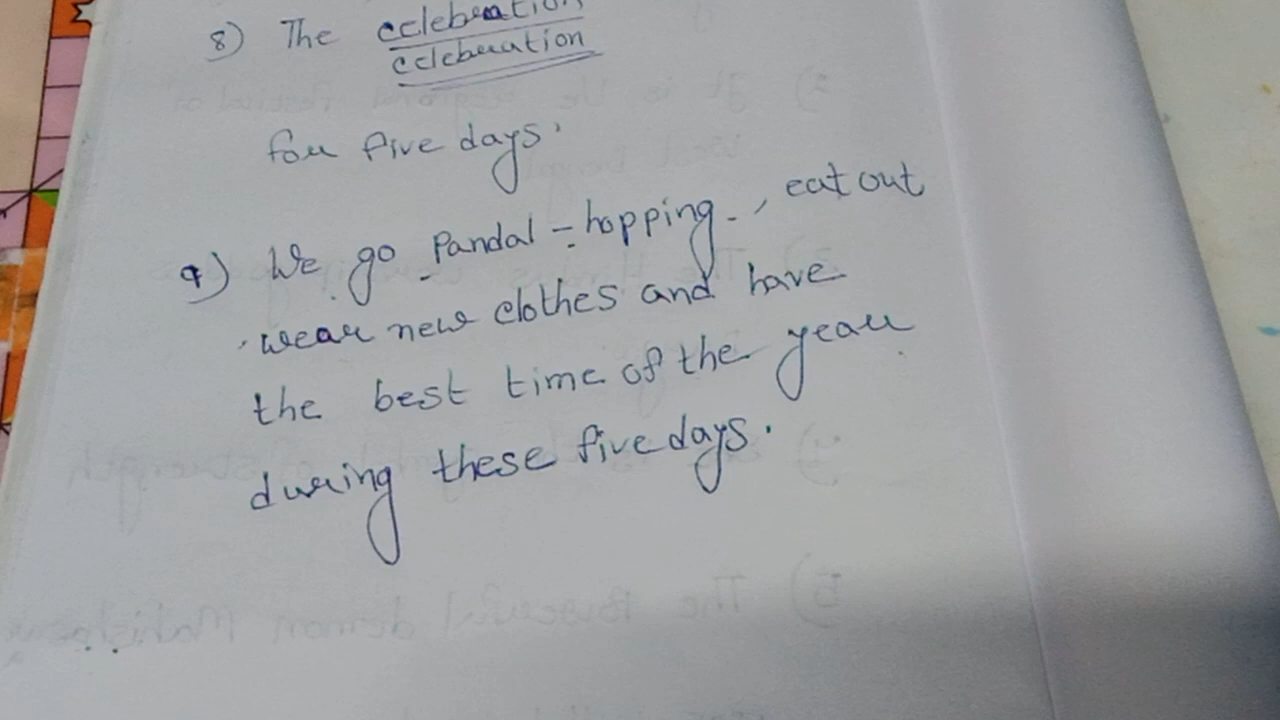 8) The celebration
celebration
for five days.
9) We go Pandal-hopping, eat out
, wear new clothes and have
the best time of the year
during these five days.